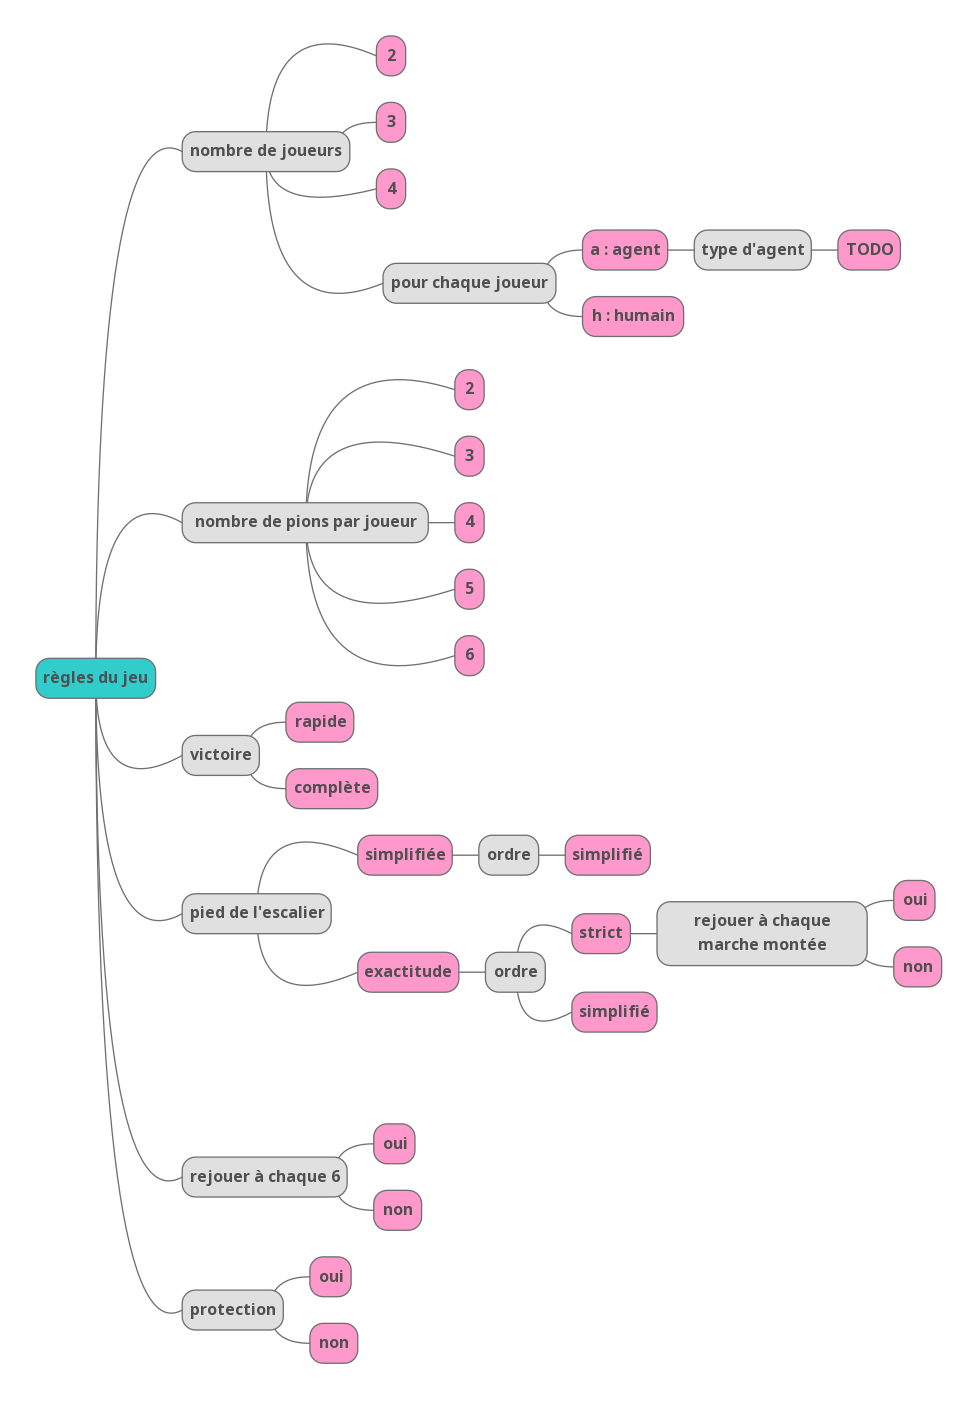 2
3
nombre de joueurs
4
a : agent
type d'agent
TODO
pour chaque joueur
h : humain
2
3
nombre de pions par joueur
4
5
6
règles du jeu
rapide
victoire
complète
simplifiée
ordre
simplifié
pied de l'escalier
exactitude
ordre
strict
rejouer à chaque
marche montée
oui
non
simplifié
oui
rejouer à chaque 6
non
oui
protection
non